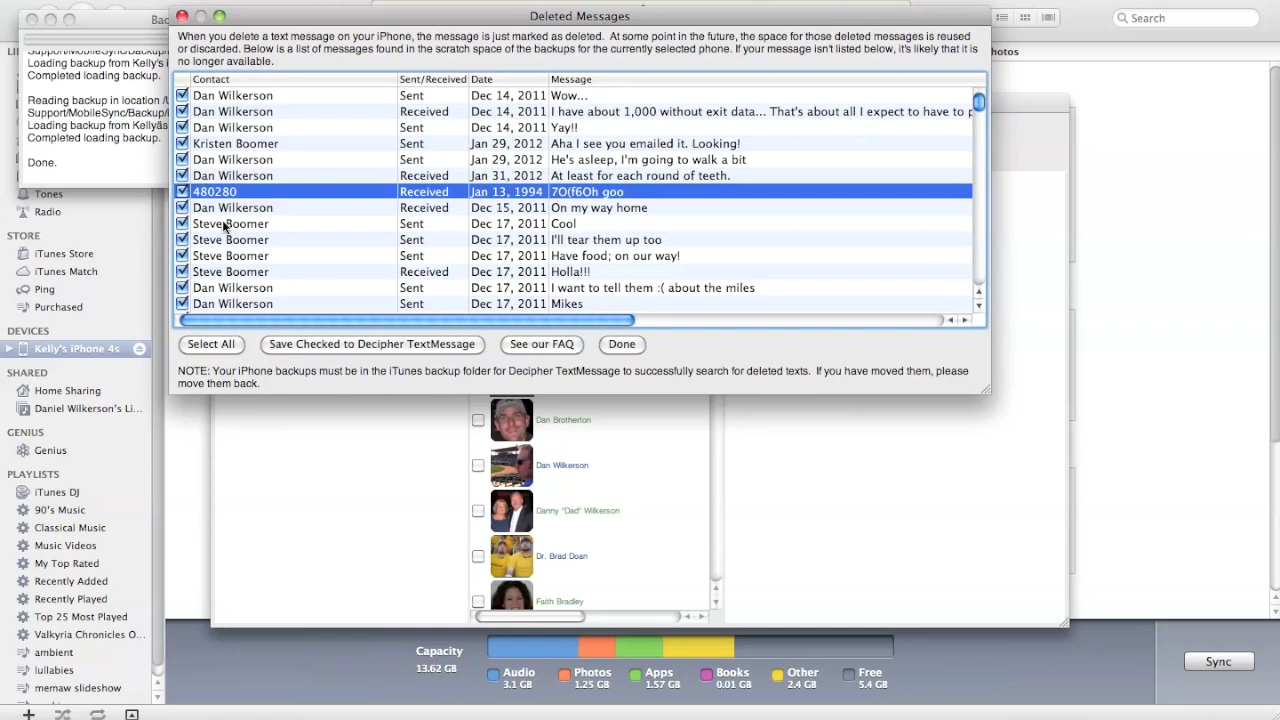 Bac
Deleted Messages
Search
When you delete a text message on your iPhone, the message is just marked as deleted. At some point in the future, the space for those deleted messages is reused
or discarded. Below is a list of messages found in the scratch space of the backups for the currently selected phone. If your message isn't listed below, it's likely that it is
no longer available.
Support/MobileSync/Backup/
Loading backup from Kelly's i
Completed loading backup.
Reading backup in location /U
Support/MobileSync/Backup/
Loading backup from Kellyäs
Completed loading backup.
Done.
hotos
Contact Sent/Received Date Message
Dan Wilkerson Sent Dec 14, 2011 Wow...
Dan Wilkerson Received Dec 14, 2011 I have about 1,000 without exit data... That's about all I expect to have to p
Dan Wilkerson Sent Dec 14, 2011 Yay!!
Kristen Boomer Sent Jan 29, 2012 Aha I see you emailed it. Looking!
Dan Wilkerson Sent Jan 29, 2012 He's asleep, I'm going to walk a bit
Dan Wilkerson Received Jan 31, 2012 At least for each round of teeth.
480280 Received Jan 13, 1994 7O(f6Oh goo
Dan Wilkerson Received Dec 15, 2011 On my way home
Steve Boomer Sent Dec 17, 2011 Cool
Steve Boomer Sent Dec 17, 2011 I'll tear them up too
Steve Boomer Sent Dec 17, 2011 Have food; on our way!
Steve Boomer Received Dec 17, 2011 Holla!!!
Dan Wilkerson Sent Dec 17, 2011 I want to tell them :( about the miles
Dan Wilkerson Sent Dec 17, 2011 Mikes
Select All Save Checked to Decipher TextMessage See our FAQ Done
NOTE: Your iPhone backups must be in the iTunes backup folder for Decipher TextMessage to successfully search for deleted texts. If you have moved them, please
move them back.
Tones
Radio
STORE
iTunes Store
iTunes Match
Ping
Purchased
DEVICES
Kelly's iPhone 4s
SHARED
Home Sharing
Daniel Wilkerson's Li...
GENIUS
Genius
PLAYLISTS
iTunes DJ
90's Music
Classical Music
Music Videos
My Top Rated
Recently Added
Recently Played
Top 25 Most Played
Valkyria Chronicles O...
ambient
lullabies
memaw slideshow
Dan Brotherton
Dan Wilkerson
Danny "Dad" Wilkerson
Dr. Brad Doan
Faith Bradley
Capacity
13.62 GB
Audio
3.1 GB
Photos
1.25 GB
Apps
1.57 GB
Books
0.01 GB
Other
2.4 GB
Free
5.4 GB
Sync